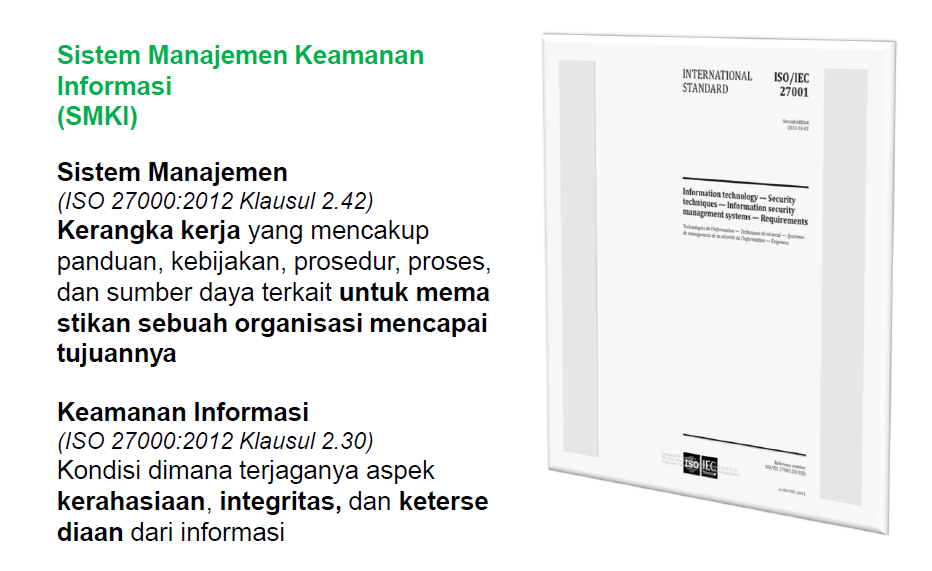 Sistem Manajemen Keamanan
Informasi
(SMKI)
Sistem Manajemen
(ISO 27000:2012 Klausul 2.42)
Kerangka kerja yang mencakup
panduan, kebijakan, prosedur, proses,
dan sumber daya terkait untuk mema
stikan sebuah organisasi mencapai
tujuannya
Keamanan Informasi
(ISO 27000:2012 Klausul 2.30)
Kondisi dimana terjaganya aspek
kerahasiaan, integritas, dan keterse
diaan dari informasi
INTERNATIONAL
STANDARD
ISO/IEC
27001
Second edition
2013-10-01
Information technology — Security
techniques — Information security
management systems — Requirements
Technologies de l'information — Techniques de sécurité — Systèmes
de management de la sécurité de l'information — Exigences
ISO IEC
Reference number
ISO/IEC 27001:2013(E)
© ISO/IEC 2013